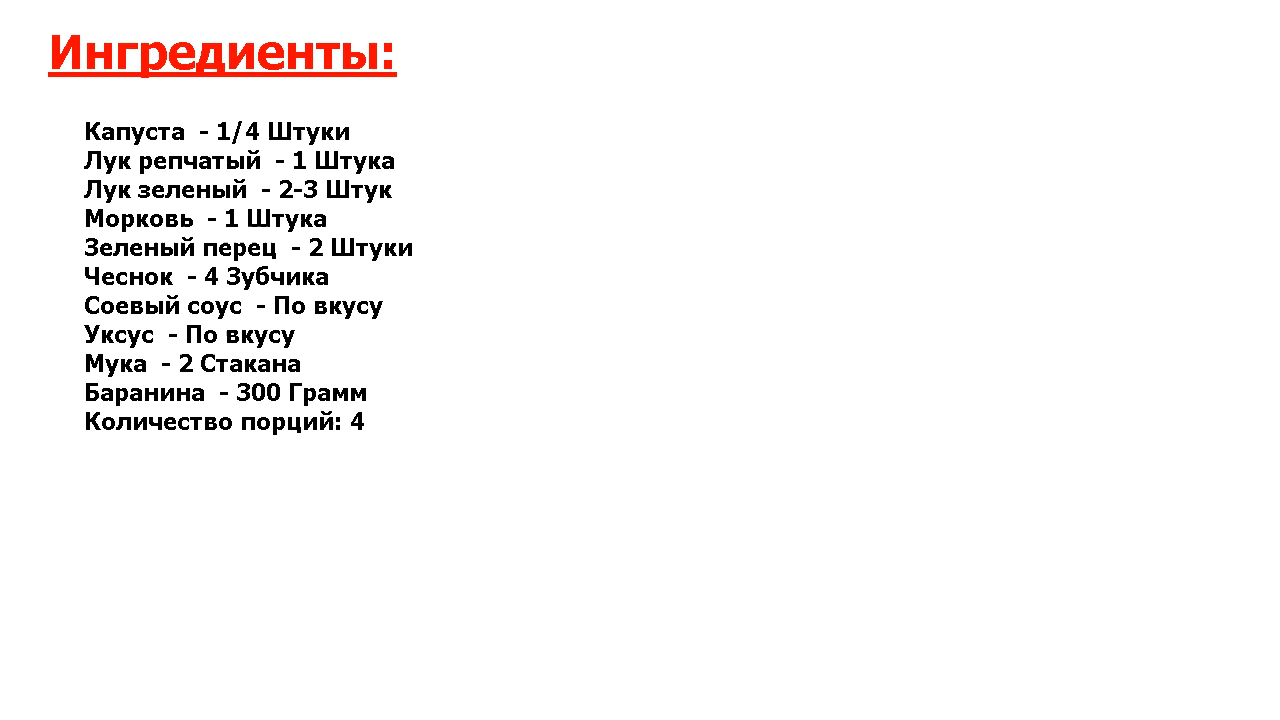 Ингредиенты:
Капуста - 1/4 Штуки
Лук репчатый - 1 Штука
Лук зеленый - 2-3 Штук
Морковь - 1 Штука
Зеленый перец - 2 Штуки
Чеснок - 4 Зубчика
Соевый соус - По вкусу
Уксус - По вкусу
Мука - 2 Стакана
Баранина - 300 Грамм
Количество порций: 4